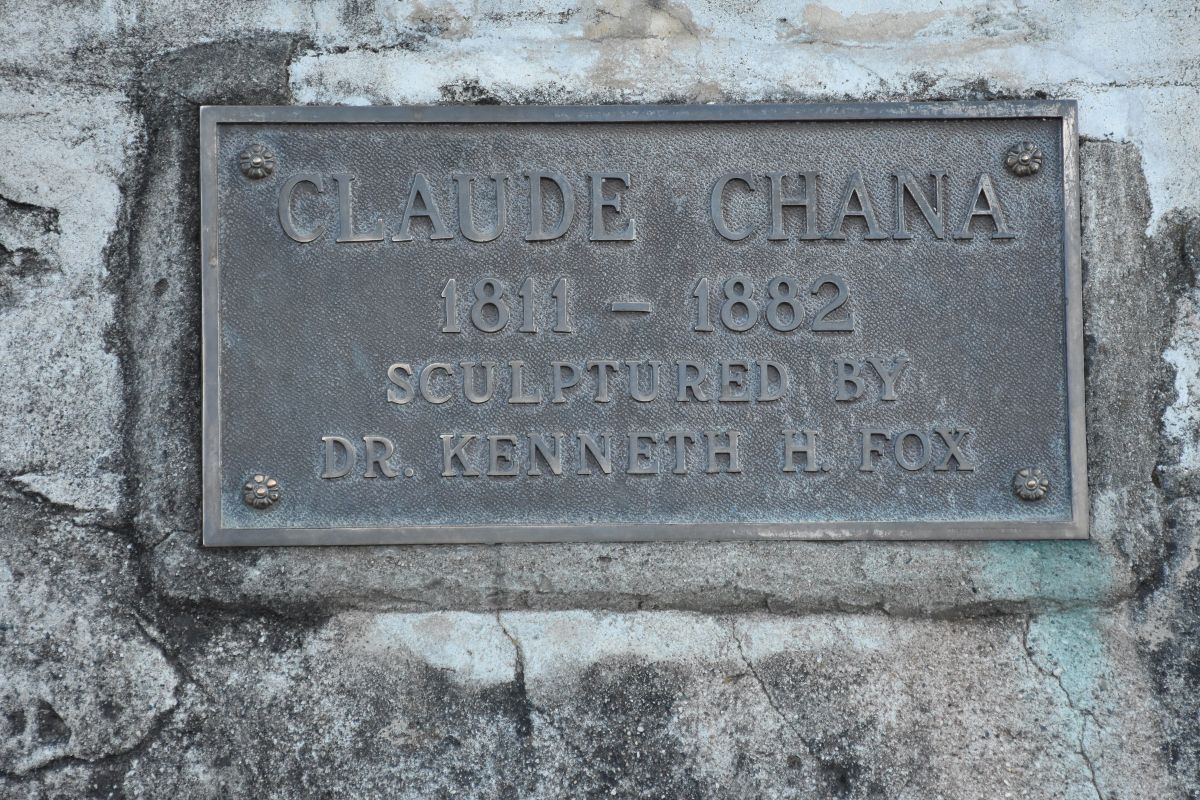 CLAUDE CHANA
1811 - 1882
SCULPTURED BY
DR. KENNETH H. FOX